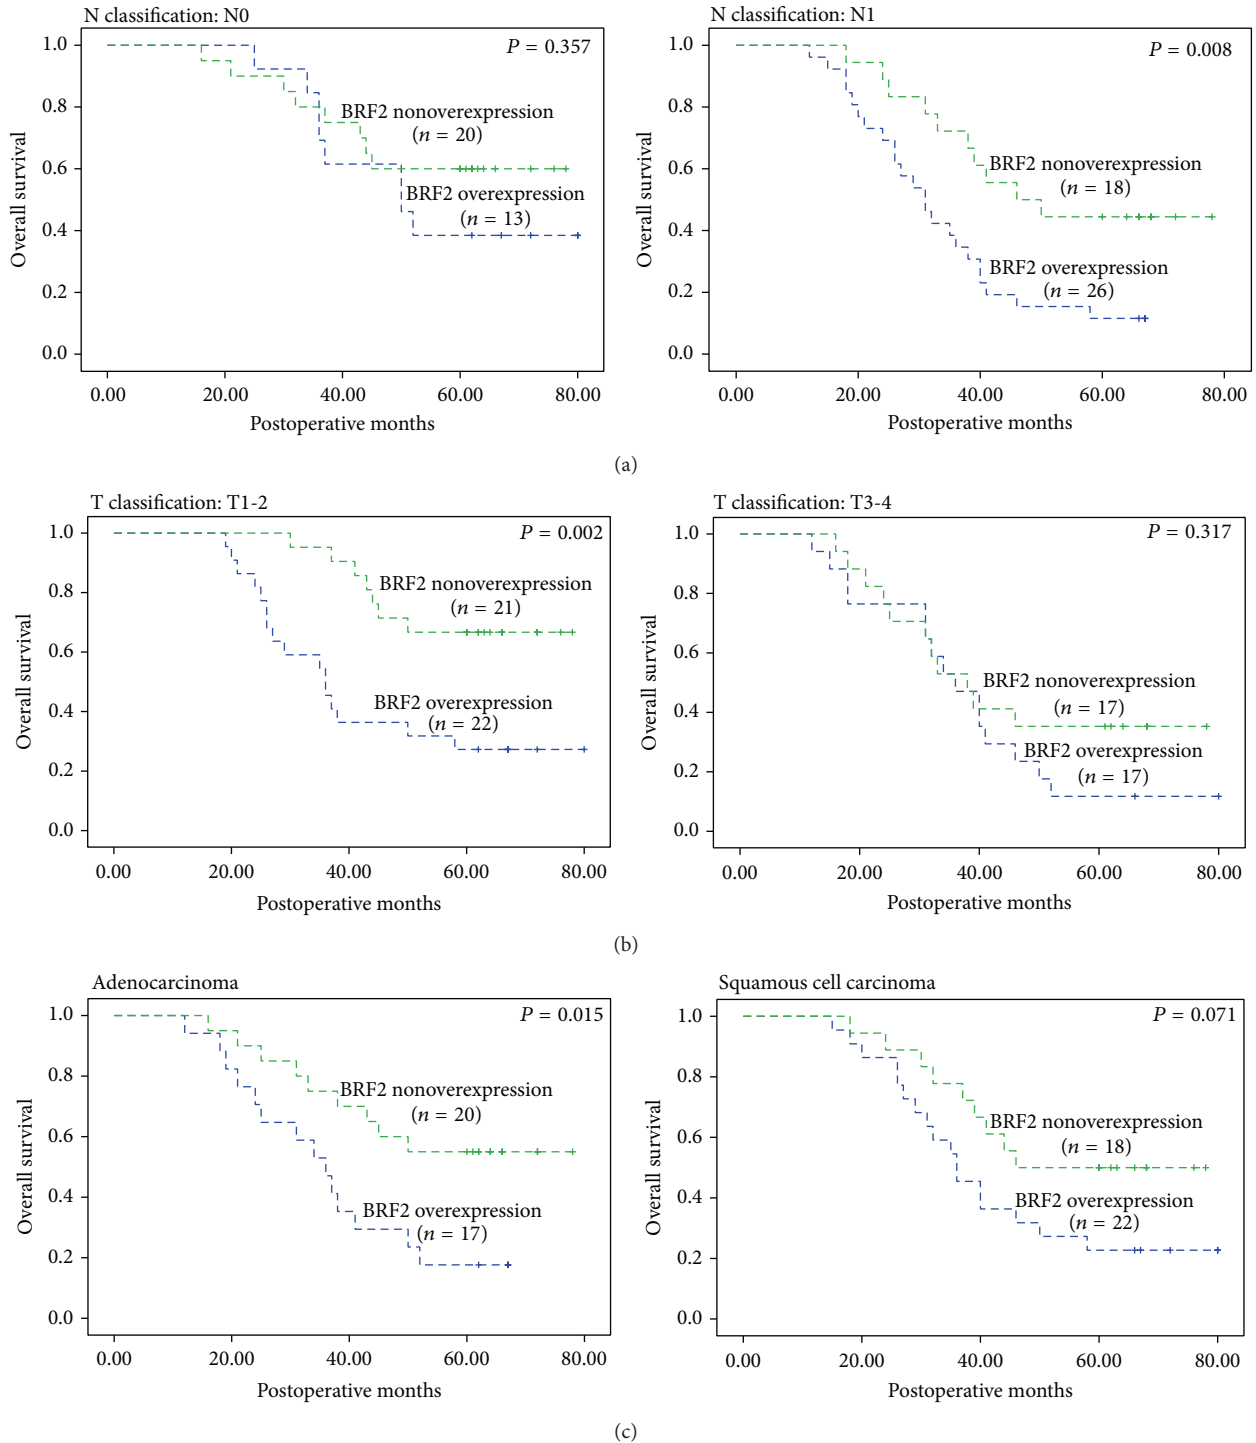 N classification: N0
P = 0.357
1.0
0.8
0.6
0.4
0.2
0.0
Overall survival
BRF2 nonoverexpression
(n = 20)
BRF2 overexpression
(n = 13)
0.00 20.00 40.00 60.00 80.00
Postoperative months
N classification: N1
P = 0.008
1.0
0.8
0.6
0.4
0.2
0.0
Overall survival
BRF2 nonoverexpression
(n = 18)
BRF2 overexpression
(n = 26)
0.00 20.00 40.00 60.00 80.00
Postoperative months
(a)
T classification: T1-2
P = 0.002
1.0
0.8
0.6
0.4
0.2
0.0
Overall survival
BRF2 nonoverexpression
(n = 21)
BRF2 overexpression
(n = 22)
0.00 20.00 40.00 60.00 80.00
Postoperative months
T classification: T3-4
P = 0.317
1.0
0.8
0.6
0.4
0.2
0.0
Overall survival
BRF2 nonoverexpression
(n = 17)
BRF2 overexpression
(n = 17)
0.00 20.00 40.00 60.00 80.00
Postoperative months
(b)
Adenocarcinoma
P = 0.015
1.0
0.8
0.6
0.4
0.2
0.0
Overall survival
BRF2 nonoverexpression
(n = 20)
BRF2 overexpression
(n = 17)
0.00 20.00 40.00 60.00 80.00
Postoperative months
Squamous cell carcinoma
P = 0.071
1.0
0.8
0.6
0.4
0.2
0.0
Overall survival
BRF2 nonoverexpression
(n = 18)
BRF2 overexpression
(n = 22)
0.00 20.00 40.00 60.00 80.00
Postoperative months
(c)